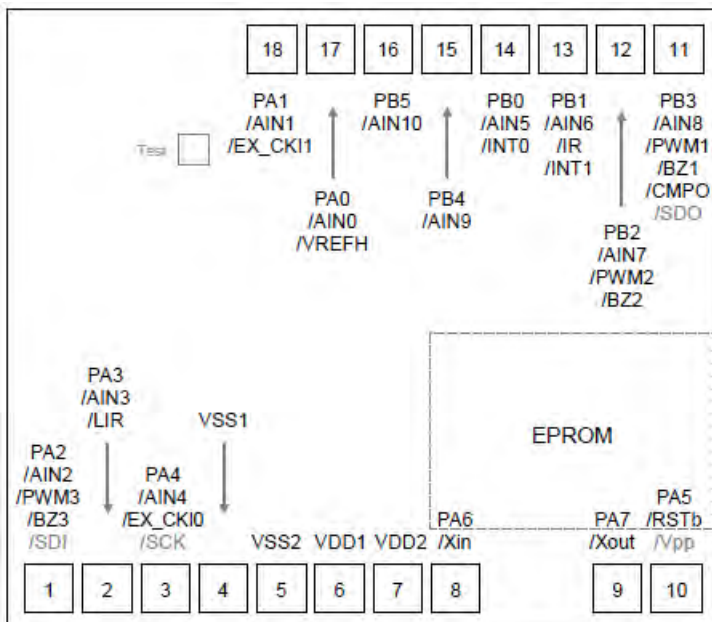 18 17 16 15 14 13 12 11
PA1
/AIN1
/EX_CKI1
PB5
/AIN10
PB0
/AIN5
/INT0
PB1
/AIN6
/IR
/INT1
PB3
/AIN8
/PWM1
/BZ1
/CMPO
/SDO
Test
PA0
/AIN0
/VREFH
PB4
/AIN9
PB2
/AIN7
/PWM2
/BZ2
EPROM
PA3
/AIN3
/LIR
VSS1
PA2
/AIN2
/PWM3
/BZ3
/SDI
PA4
/AIN4
/EX_CKI0
/SCK
VSS2
VDD1
VDD2
PA6
/Xin
PA7
/Xout
PA5
/RSTb
/Vpp
1 2 3 4 5 6 7 8 9 10